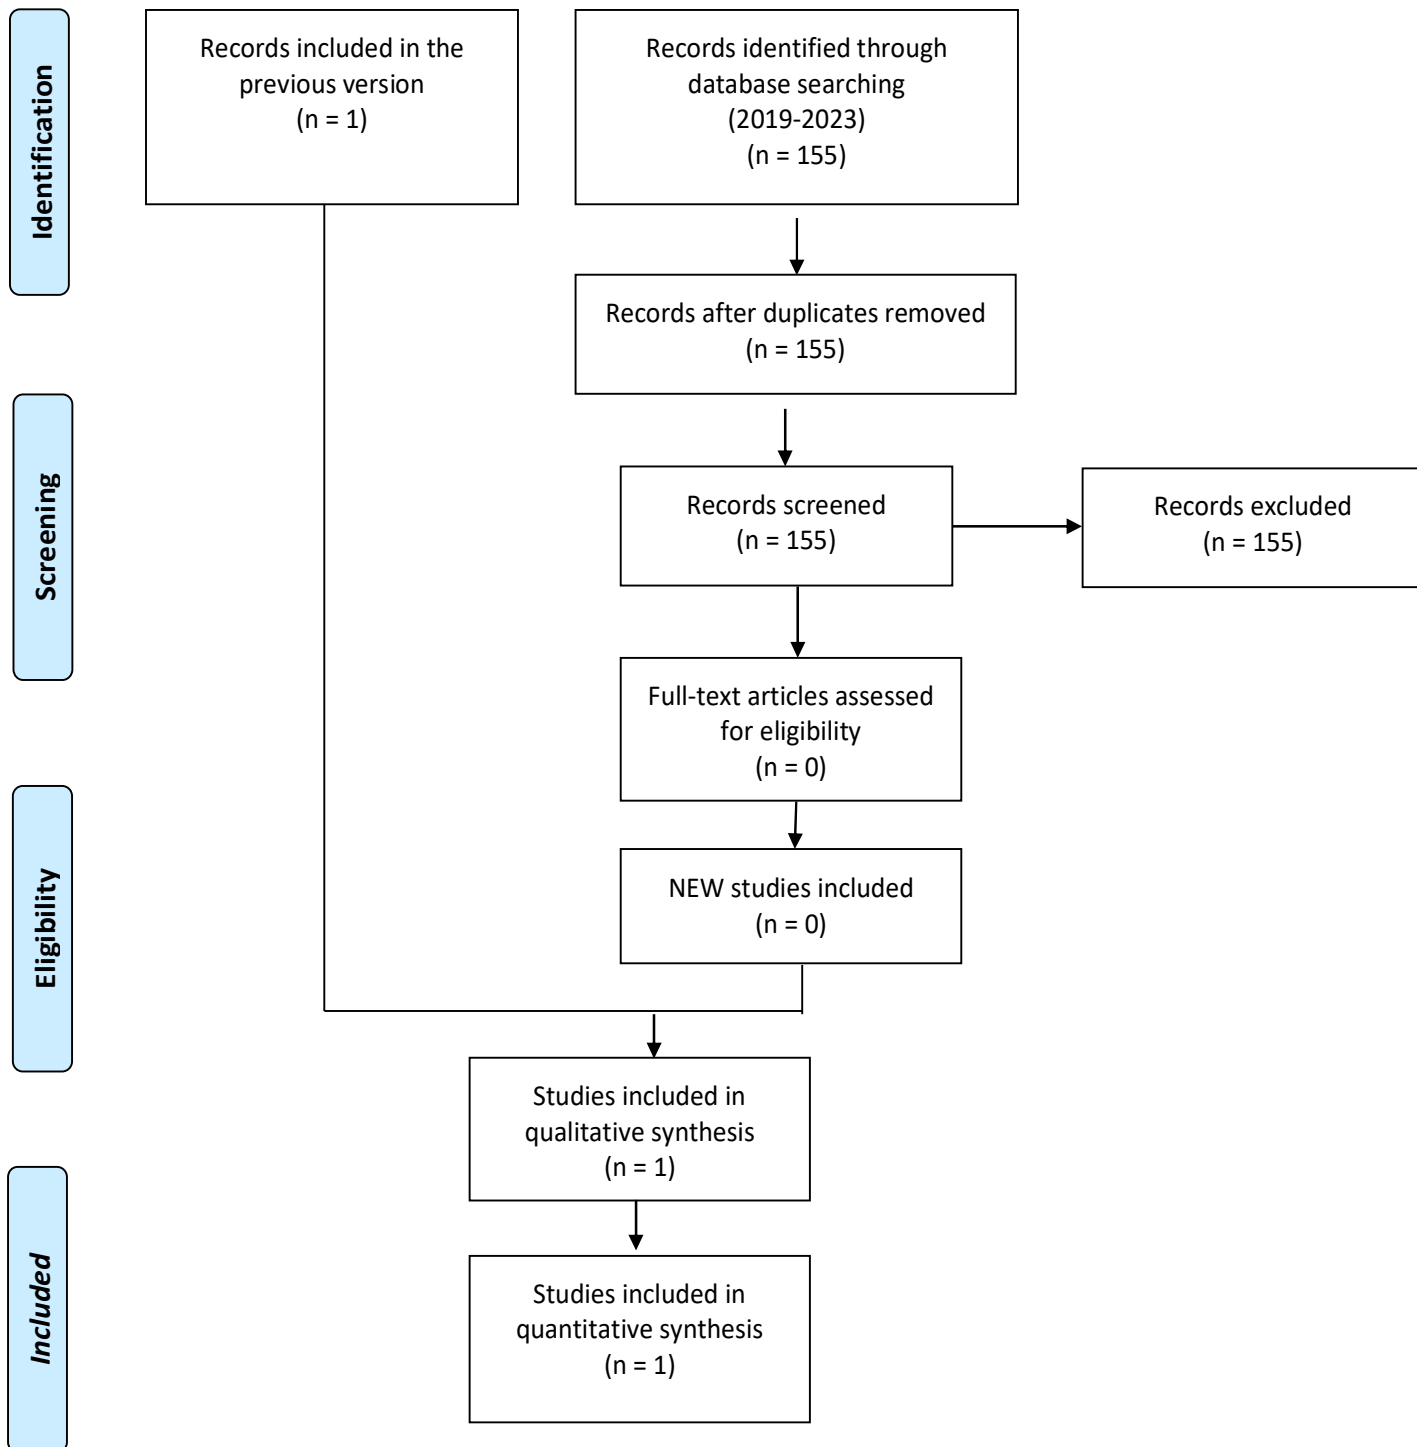 Identification
Records included in the
previous version
(n = 1)
Records identified through
database searching
(2019-2023)
(n = 155)
Records after duplicates removed
(n = 155)
Screening
Records screened
(n = 155)
Records excluded
(n = 155)
Full-text articles assessed
for eligibility
(n = 0)
Eligibility
NEW studies included
(n = 0)
Studies included in
qualitative synthesis
(n = 1)
Included
Studies included in
quantitative synthesis
(n = 1)